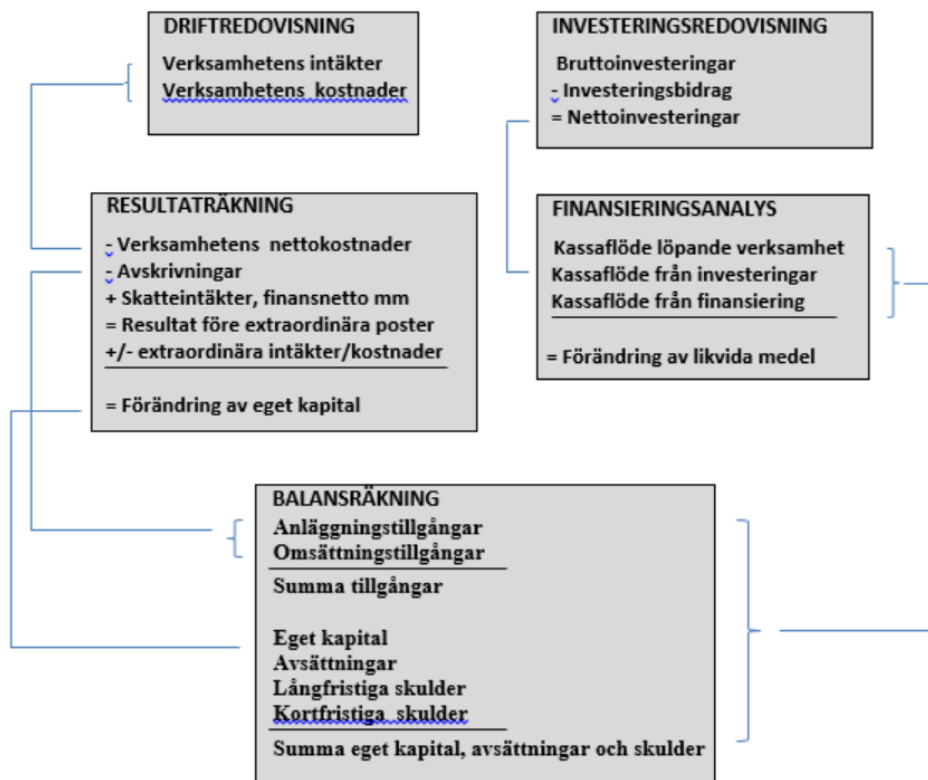 DRIFTREDOVISNING
Verksamhetens intäkter
Verksamhetens kostnader
INVESTERINGSREDOVISNING
Bruttoinvesteringar
- Investeringsbidrag
= Nettoinvesteringar
RESULTATRÄKNING
- Verksamhetens nettokostnader
- Avskrivningar
+ Skatteintäkter, finansnetto mm
= Resultat före extraordinära poster
+/- extraordinära intäkter/kostnader
= Förändring av eget kapital
FINANSIERINGSANALYS
Kassaflöde löpande verksamhet
Kassaflöde från investeringar
Kassaflöde från finansiering
= Förändring av likvida medel
BALANSRÄKNING
Anläggningstillgångar
Omsättningstillgångar
Summa tillgångar
Eget kapital
Avsättningar
Långfristiga skulder
Kortfristiga skulder
Summa eget kapital, avsättningar och skulder